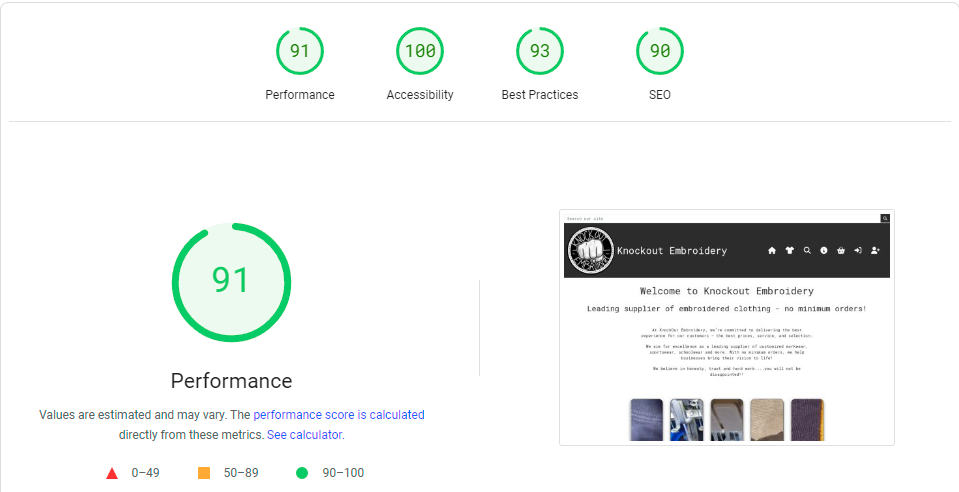 91
100
93
90
Performance
Accessibility
Best Practices
SEO
91
Performance
Values are estimated and may vary. The performance score is calculated
directly from these metrics. See calculator.
0–49
50–89
90–100
Search our site
KNOCKOUT
EMBROIDERY
Knockout Embroidery
Welcome to Knockout Embroidery
Leading supplier of embroidered clothing - no minimum orders!
At Knockout Embroidery, we're committed to delivering the best
experience for our customers - the best prices, service, and selection.
We aim for excellence as a leading supplier of customized workwear,
sportswear, schoolwear and more. With no minimum orders, we help
businesses bring their vision to life!
We believe in honesty, trust and hard work....you will not be
disappointed!!